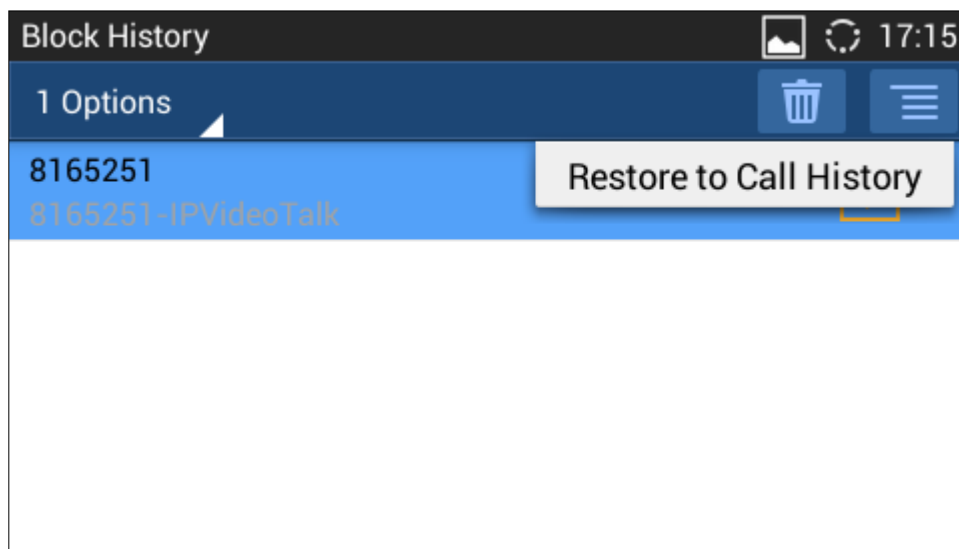 Block History 17:15
1 Options
8165251
Restore to Call History
8165251-IPVideoTalk